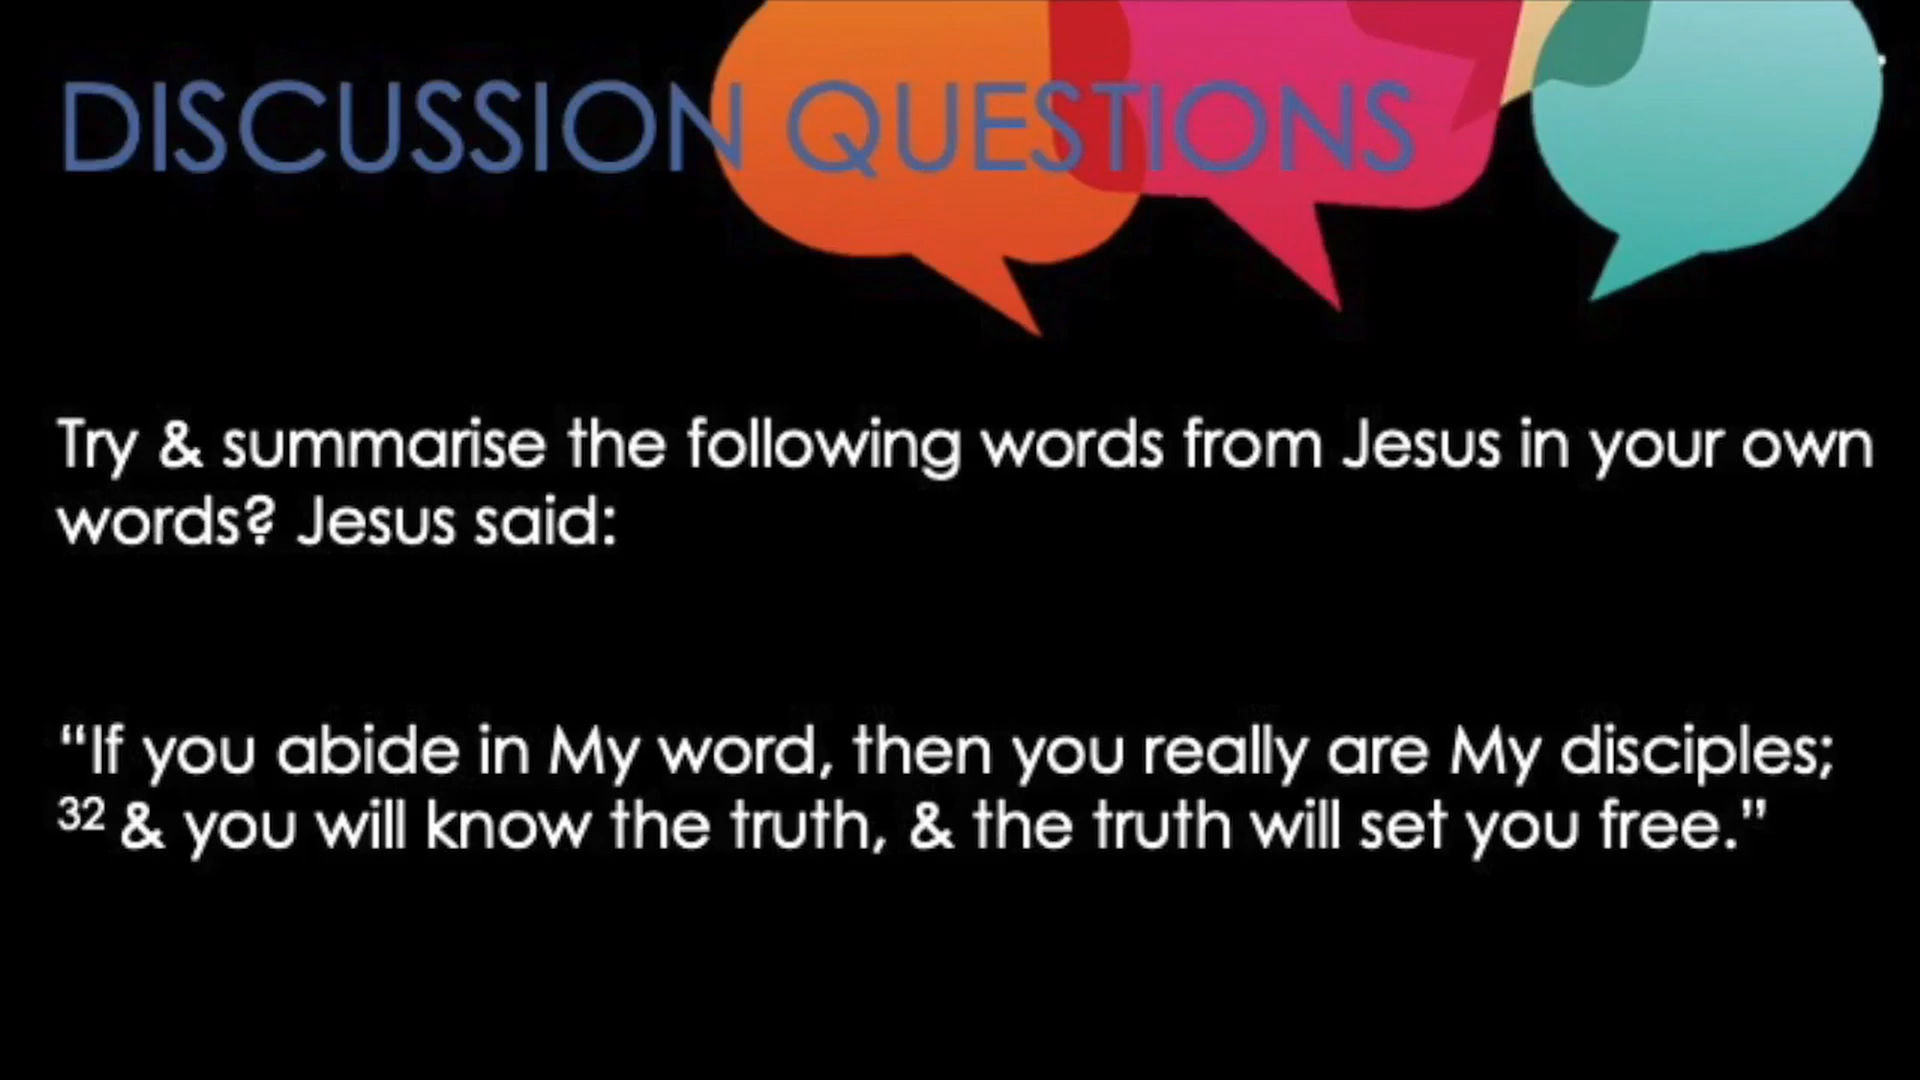 DISCUSSION QUESTIONS
Try & summarise the following words from Jesus in your own
words? Jesus said:
“If you abide in My word, then you really are My disciples;
32 & you will know the truth, & the truth will set you free.”